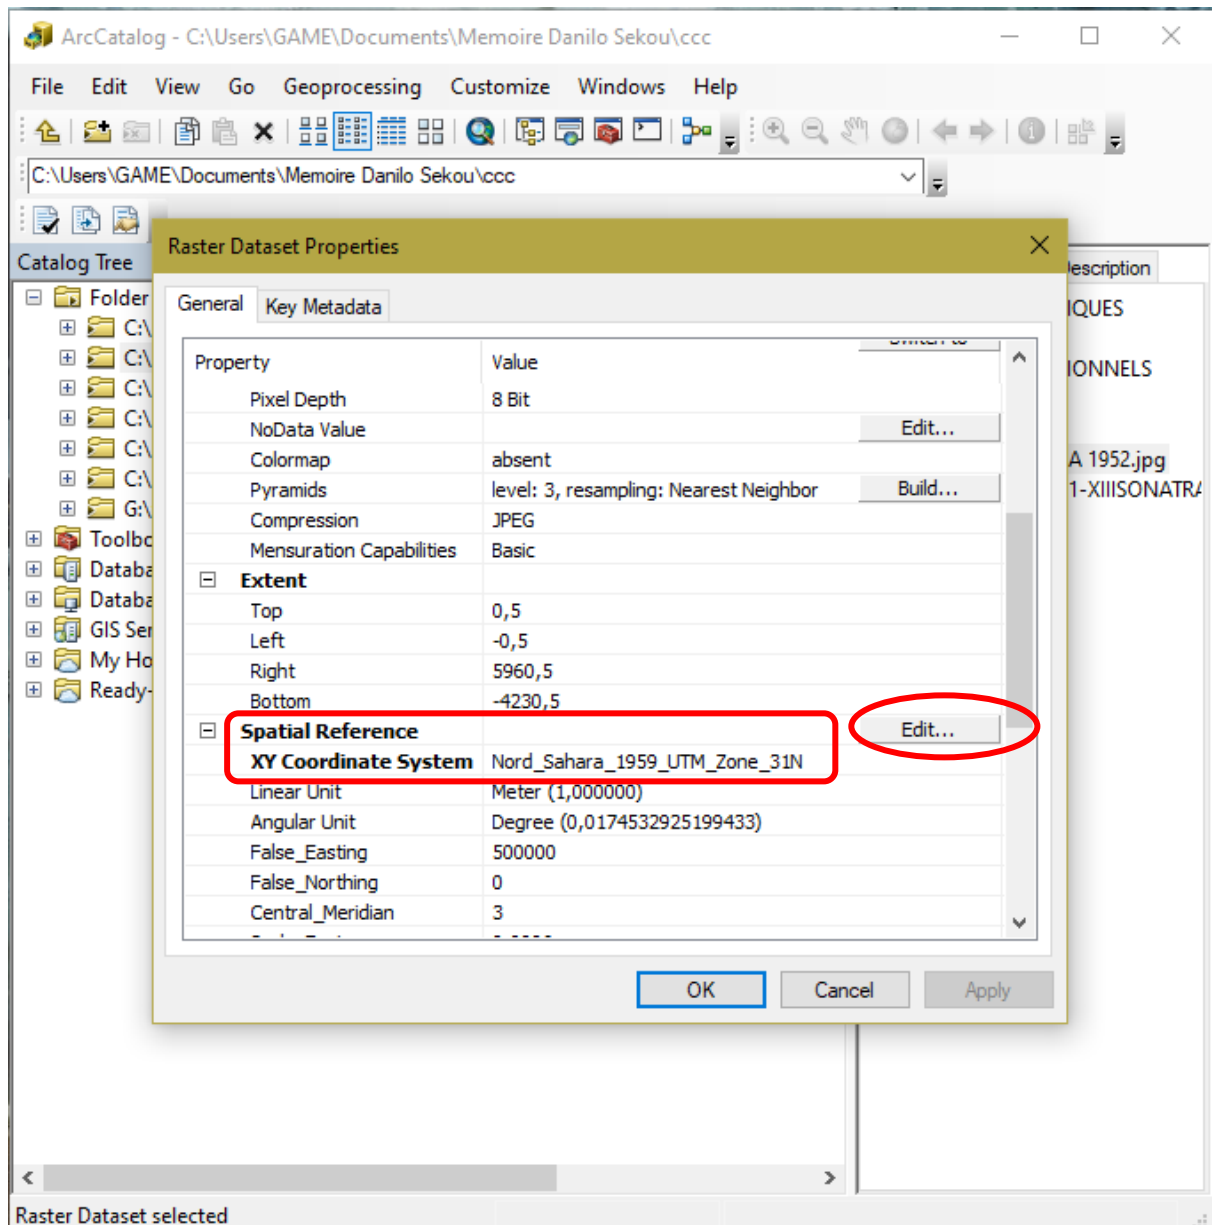 ArcCatalog - C:\Users\GAME\Documents\Memoire Danilo Sekou\ccc
File Edit View Go Geoprocessing Customize Windows Help
C:\Users\GAME\Documents\Memoire Danilo Sekou\ccc
Catalog Tree
Folder
C:\
C:\
C:\
C:\
C:\
C:\
G:\
Toolbo
Databa
Databa
GIS Ser
My Ho
Ready-
Raster Dataset Properties
General Key Metadata
Property Value
Pixel Depth 8 Bit
NoData Value Edit...
Colormap absent
Pyramids level: 3, resampling: Nearest Neighbor Build...
Compression JPEG
Mensuration Capabilities Basic
Extent
Top 0,5
Left -0,5
Right 5960,5
Bottom -4230,5
Spatial Reference Edit...
XY Coordinate System Nord_Sahara_1959_UTM_Zone_31N
Linear Unit Meter (1,000000)
Angular Unit Degree (0,0174532925199433)
False_Easting 500000
False_Northing 0
Central_Meridian 3
OK Cancel Apply
Description
IQUES
IONNELS
A 1952.jpg
1-XIIISONATRA
Raster Dataset selected